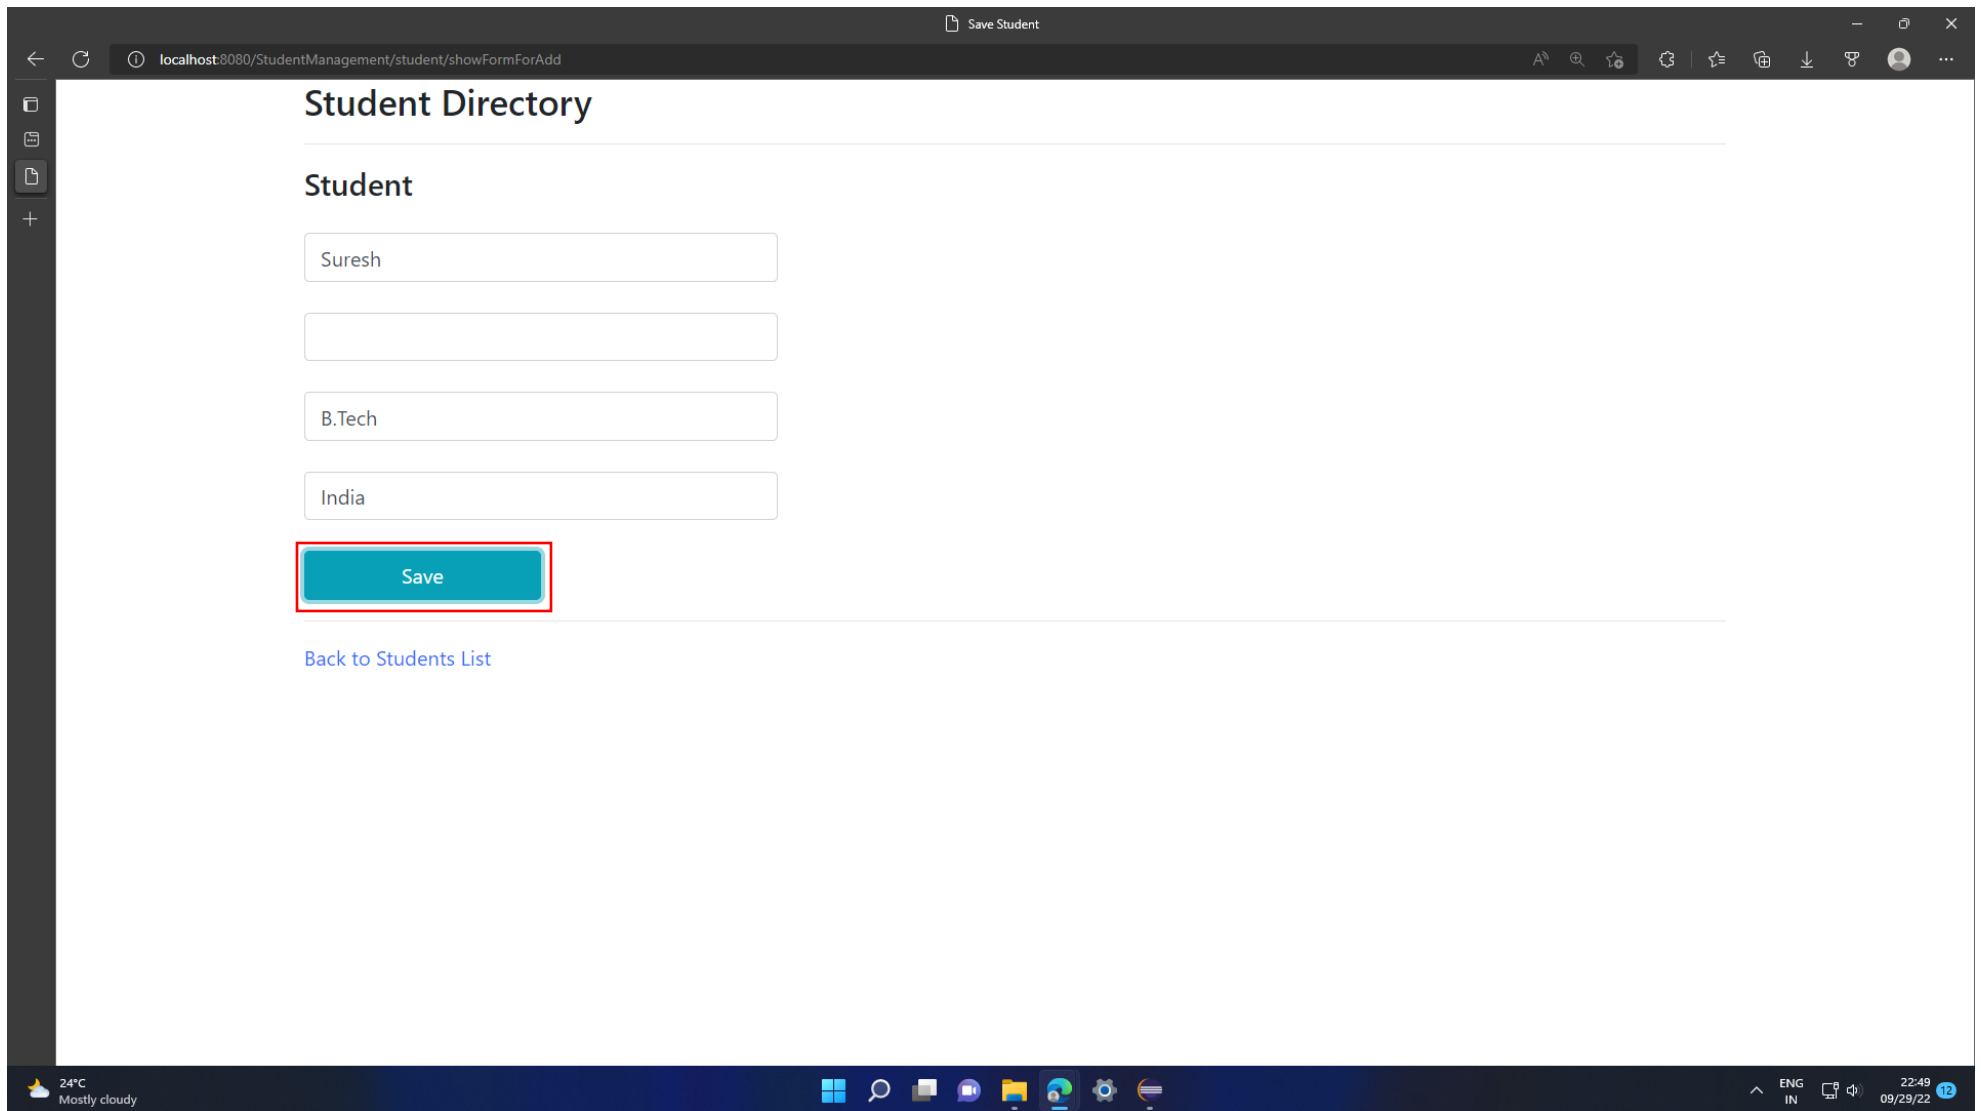 Save Student
localhost:8080/StudentManagement/student/showFormForAdd
Student Directory
Student
Suresh
B.Tech
India
Save
Back to Students List
24°C
Mostly cloudy
ENG
IN
22:49
09/29/22
12